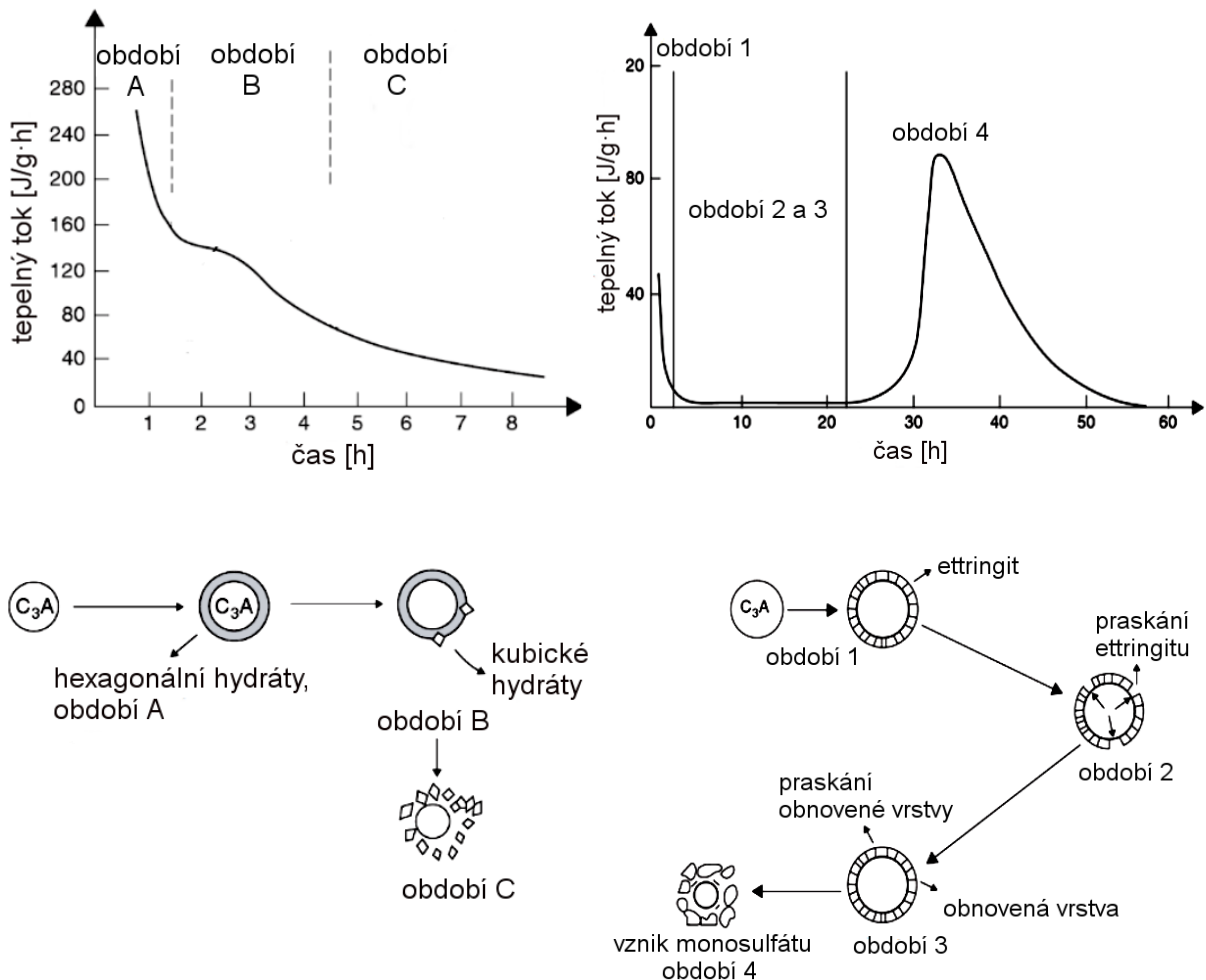 období
A
období
B
období
C
280
240
200
160
120
80
40
0
1
2
3
4
5
6
7
8
tepelný tok [J/g·h]
čas [h]
období 1
20
80
40
období 2 a 3
období 4
0
10
20
30
40
50
60
tepelný tok [J/g·h]
čas [h]
C₃A
C₃A
hexagonální hydráty,
období A
kubické
hydráty
období B
období C
C₃A
ettringit
období 1
praskání
ettringitu
období 2
praskání
obnovené vrstvy
obnovená vrstva
období 3
vznik monosulfátu
období 4